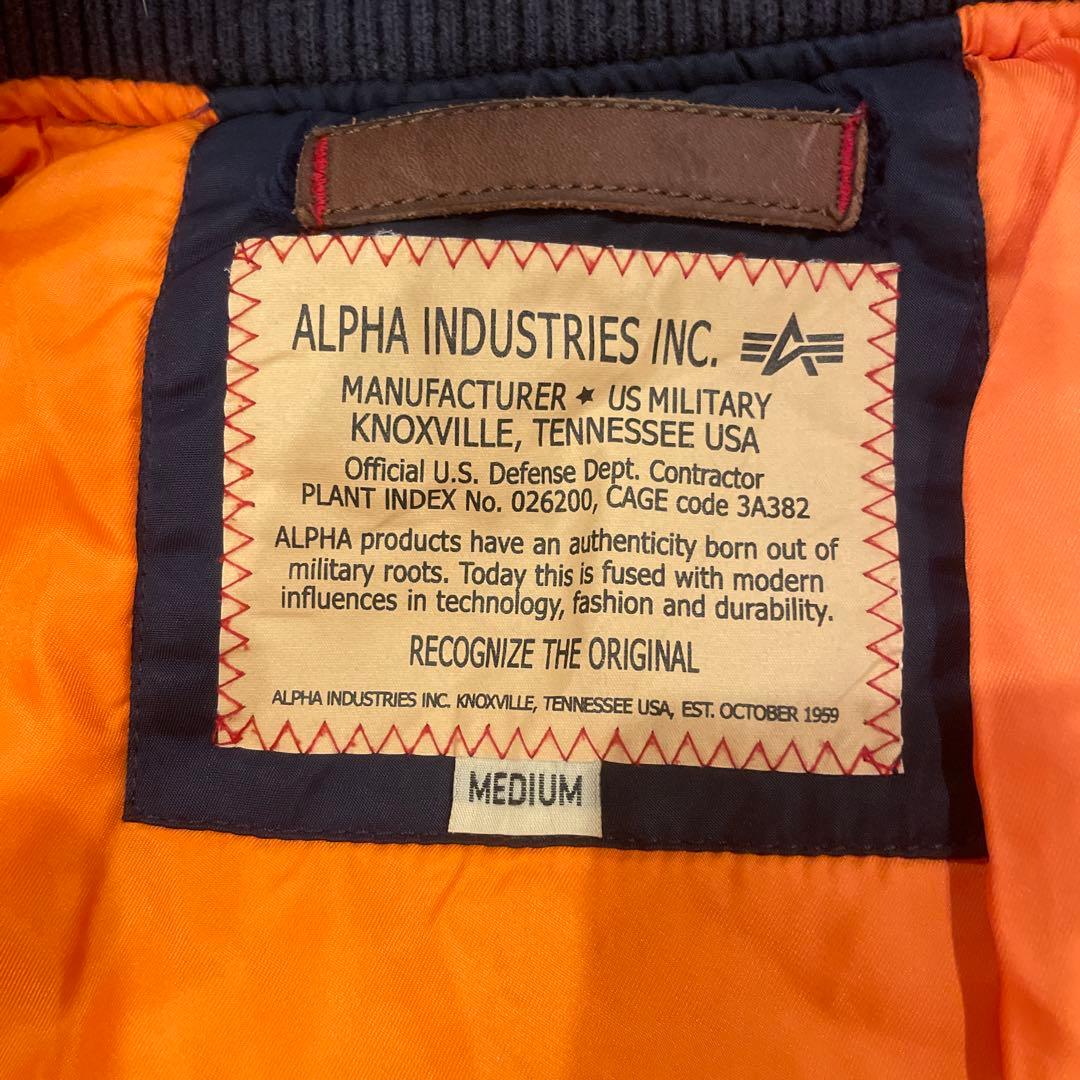 ALPHA INDUSTRIES INC.
MANUFACTURER ★ US MILITARY
KNOXVILLE, TENNESSEE USA
Official U.S. Defense Dept. Contractor
PLANT INDEX No. 026200, CAGE code 3A382
ALPHA products have an authenticity born out of
military roots. Today this is fused with modern
influences in technology, fashion and durability.
RECOGNIZE THE ORIGINAL
ALPHA INDUSTRIES INC. KNOXVILLE, TENNESSEE USA, EST. OCTOBER 1959
MEDIUM